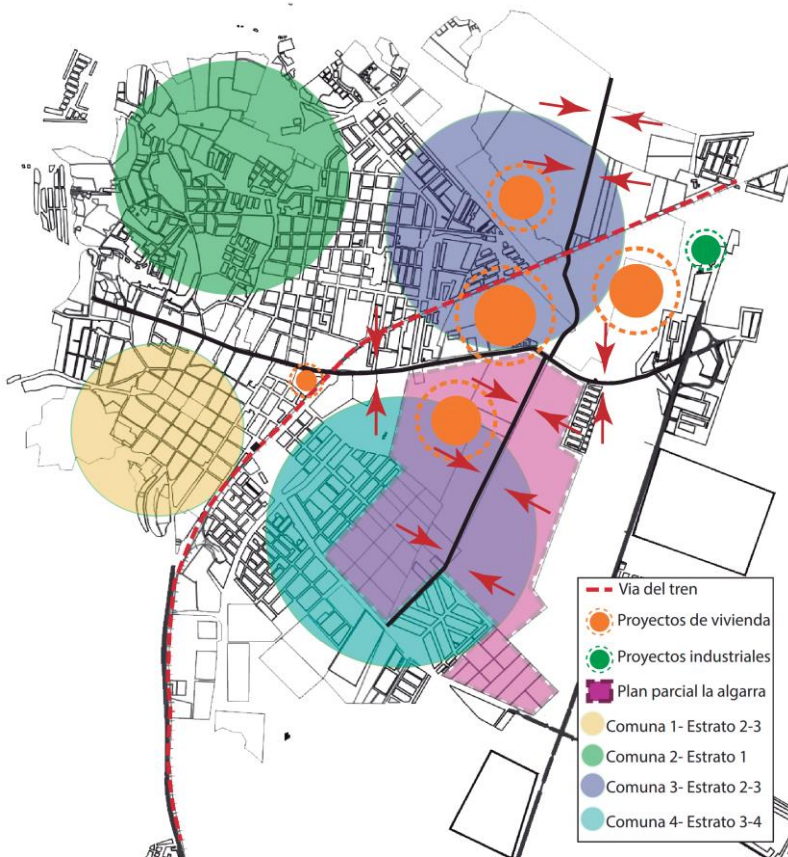 Via del tren
Proyectos de vivienda
Proyectos industriales
Plan parcial la algarra
Comuna 1- Estrato 2-3
Comuna 2- Estrato 1
Comuna 3- Estrato 2-3
Comuna 4- Estrato 3-4